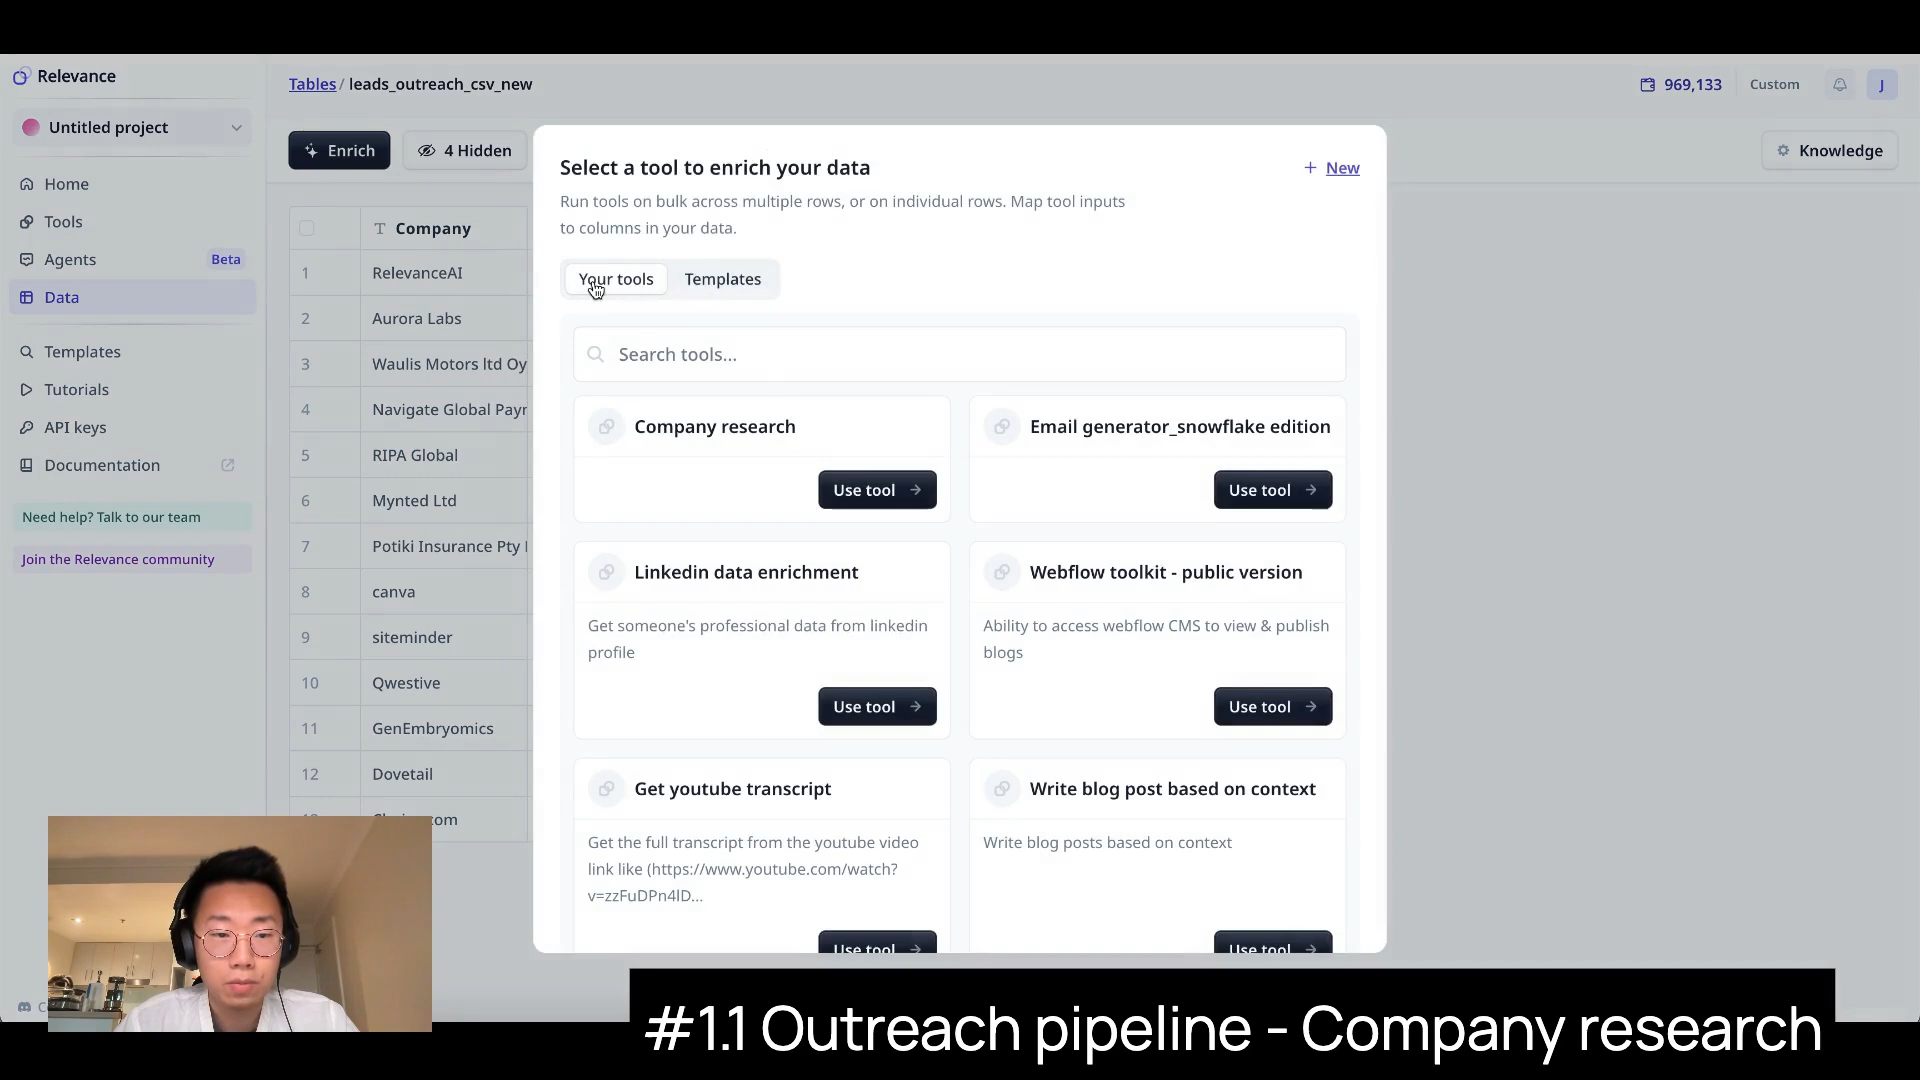 Relevance
Untitled project
Home
Tools
Agents Beta
Data
Templates
Tutorials
API keys
Documentation
Need help? Talk to our team
Join the Relevance community
Tables / leads_outreach_csv_new
969,133 Custom J
Enrich 4 Hidden
Knowledge
T Company
1 RelevanceAI
2 Aurora Labs
3 Waulis Motors ltd Oy
4 Navigate Global
5 RIPA Global
6 Mynted Ltd
7 Potiki Insurance Pty
8 canva
9 siteminder
10 Qwestive
11 GenEmbryomics
12 Dovetail
Select a tool to enrich your data
+ New
Run tools on bulk across multiple rows, or on individual rows. Map tool inputs
to columns in your data.
Your tools Templates
Search tools...
Company research
Use tool
Email generator_snowflake edition
Use tool
Linkedin data enrichment
Get someone's professional data from linkedin
profile
Use tool
Webflow toolkit - public version
Ability to access webflow CMS to view & publish
blogs
Use tool
Get youtube transcript
Get the full transcript from the youtube video
link like (https://www.youtube.com/watch?
v=zzFuDPn4lD...
Use tool
Write blog post based on context
Write blog posts based on context
Use tool
#1.1 Outreach pipeline - Company research